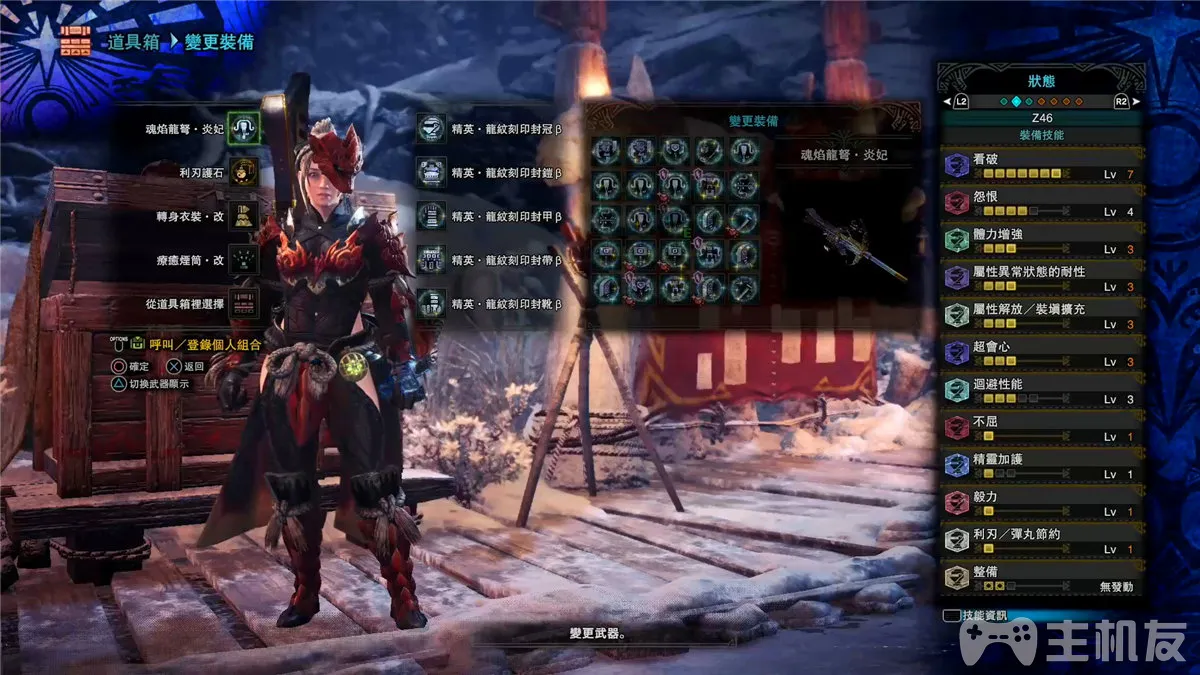 道具箱 變更裝備
魂焰龍弩・炎妃
利刃護石
轉身衣裝・改
療癒煙筒・改
從道具箱裡選擇
OPTIONS 呼叫／登錄個人組合
確定 返回
切換武器顯示
精英・龍紋刻印封冠β
精英・龍紋刻印封鎧β
精英・龍紋刻印封甲β
精英・龍紋刻印封帶β
精英・龍紋刻印封靴β
變更裝備
魂焰龍弩・炎妃
E
變更武器。
狀態
L2 R2
Z46
裝備技能
看破
Lv 7
怨恨
Lv 4
體力增強
Lv 3
屬性異常狀態的耐性
Lv 3
屬性解放／裝填擴充
Lv 3
超會心
Lv 3
迴避性能
Lv 3
不屈
Lv 1
精靈加護
Lv 1
毅力
Lv 1
利刃／彈丸節約
Lv 1
整備
無發動
技能資訊
主机友